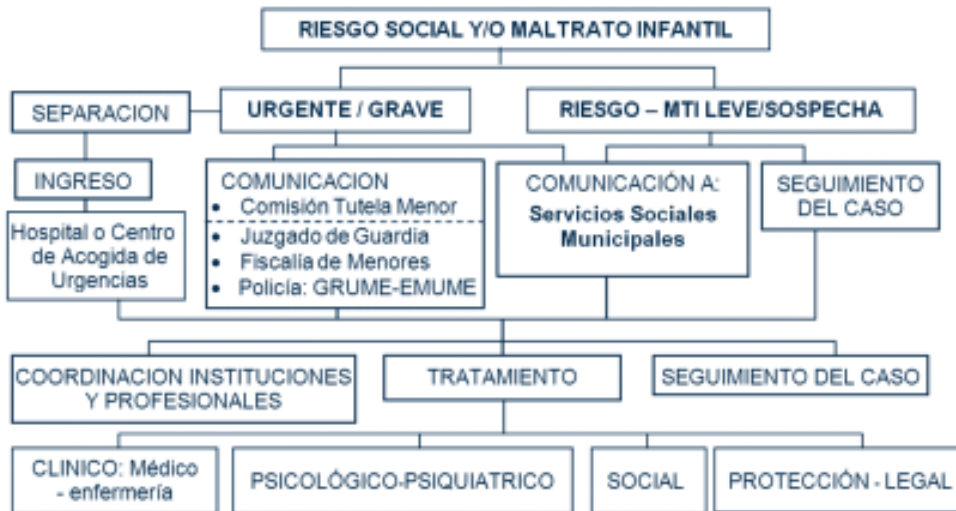 RIESGO SOCIAL Y/O MALTRATO INFANTIL
SEPARACION
URGENTE / GRAVE
RIESGO – MTI LEVE/SOSPECHA
INGRESO
Hospital o Centro
de Acogida de
Urgencias
COMUNICACION
• Comisión Tutela Menor
• Juzgado de Guardia
• Fiscalía de Menores
• Policía: GRUME-EMUME
COMUNICACIÓN A:
Servicios Sociales
Municipales
SEGUIMIENTO
DEL CASO
COORDINACION INSTITUCIONES
Y PROFESIONALES
TRATAMIENTO
SEGUIMIENTO DEL CASO
CLINICO: Médico
- enfermería
PSICOLÓGICO-PSIQUIATRICO
SOCIAL
PROTECCIÓN - LEGAL